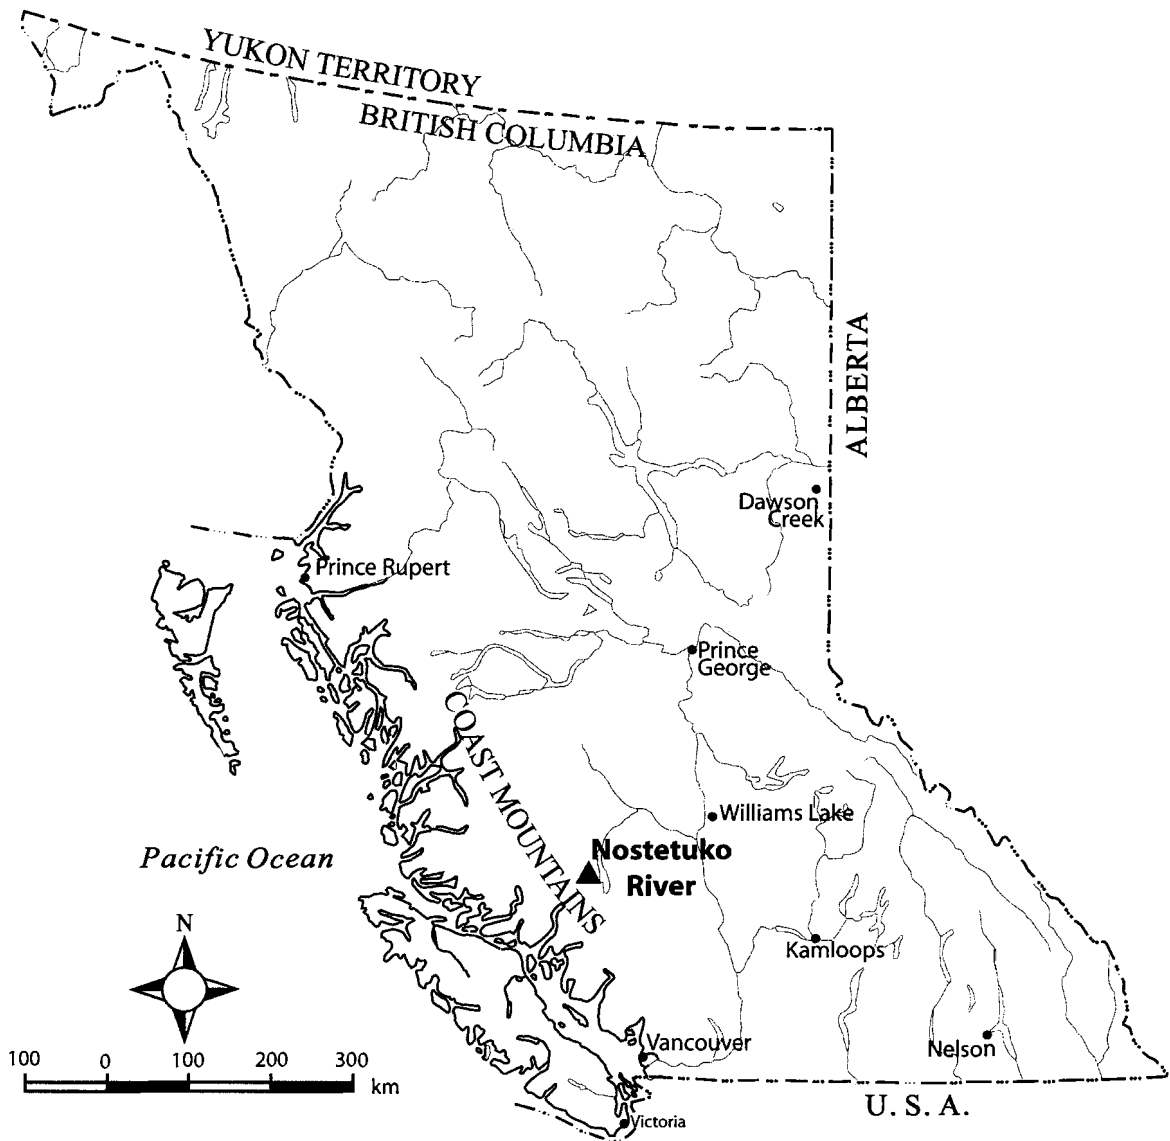 YUKON TERRITORY
BRITISH COLUMBIA
ALBERTA
Dawson
Creek
Prince Rupert
Prince
George
COAST MOUNTAINS
Williams Lake
Nostetuko
River
Pacific Ocean
N
Kamloops
Vancouver
Nelson
100 0 100 200 300
km
U. S. A.
Victoria